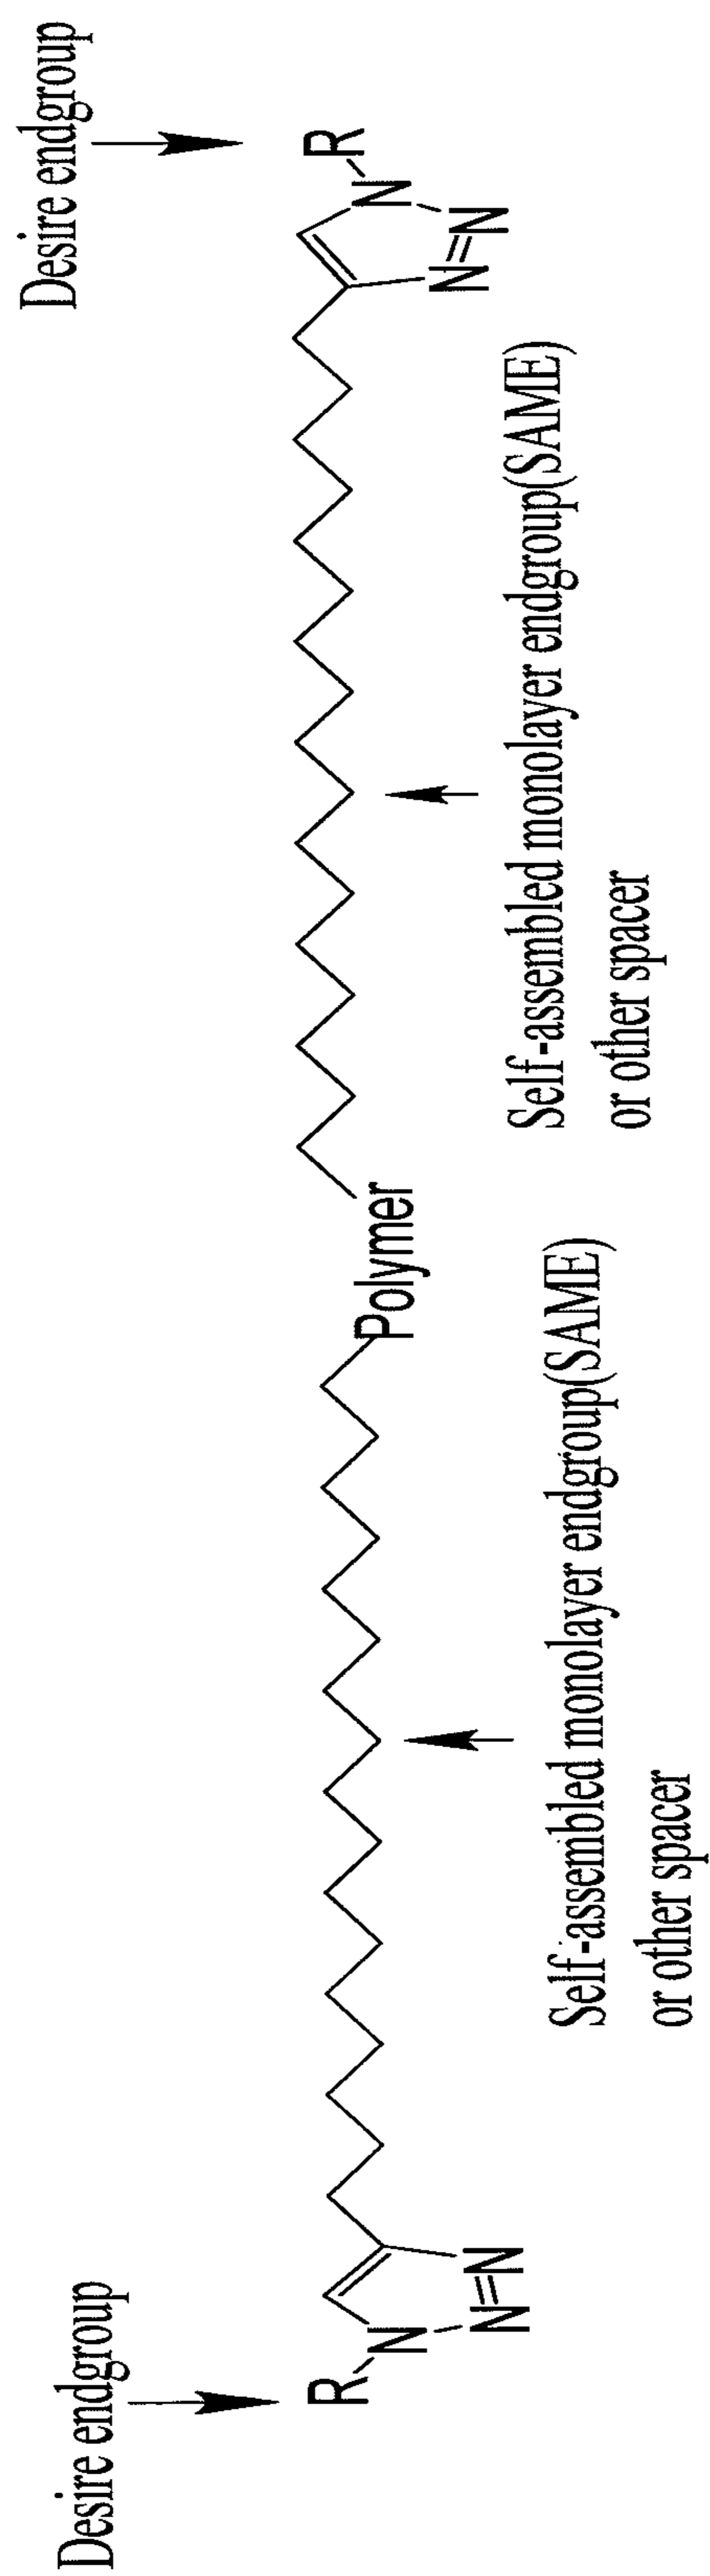 Desire endgroup
R
N
N=N
Self-assembled monolayer endgroup(SAME)
or other spacer
Polymer
Self-assembled monolayer endgroup(SAME)
or other spacer
Desire endgroup
R
N
N=N